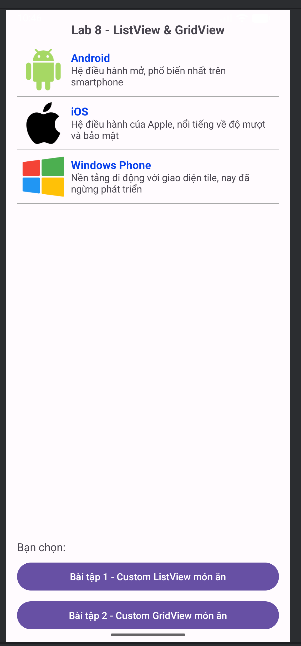 Lab 8 - ListView & GridView
Android
Hệ điều hành mở, phổ biến nhất trên
smartphone
iOS
Hệ điều hành của Apple, nổi tiếng về độ mượt
và bảo mật
Windows Phone
Nền tảng di động với giao diện tile, nay đã
ngừng phát triển
Bạn chọn:
Bài tập 1 - Custom ListView món ăn
Bài tập 2 - Custom GridView món ăn